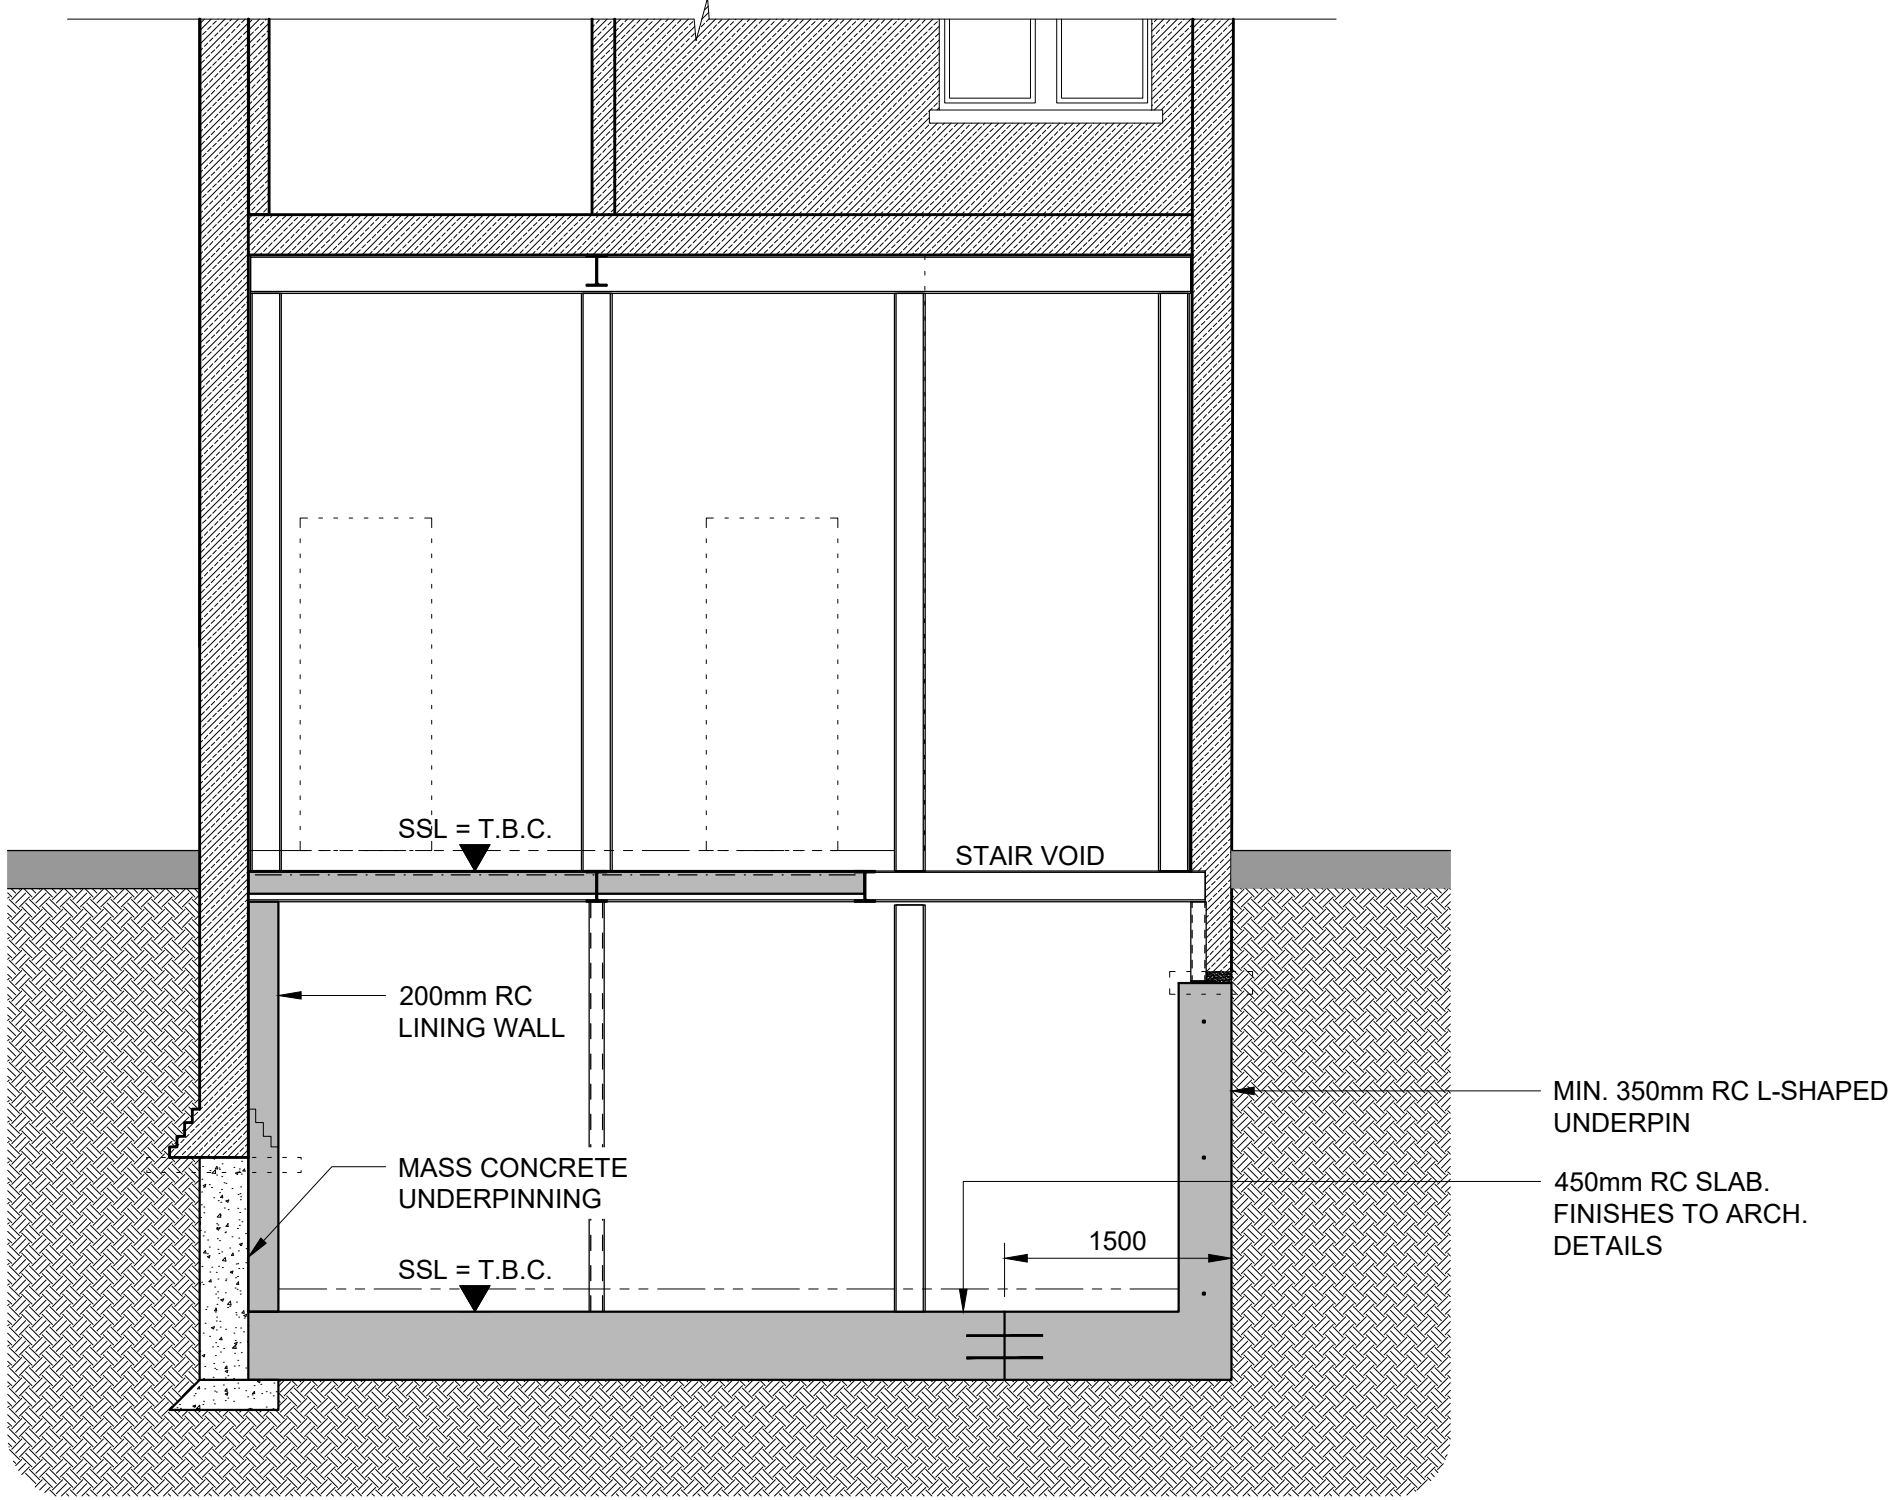 SSL = T.B.C.
STAIR VOID
200mm RC
LINING WALL
MIN. 350mm RC L-SHAPED
UNDERPIN
MASS CONCRETE
UNDERPINNING
450mm RC SLAB.
FINISHES TO ARCH.
DETAILS
1500
SSL = T.B.C.